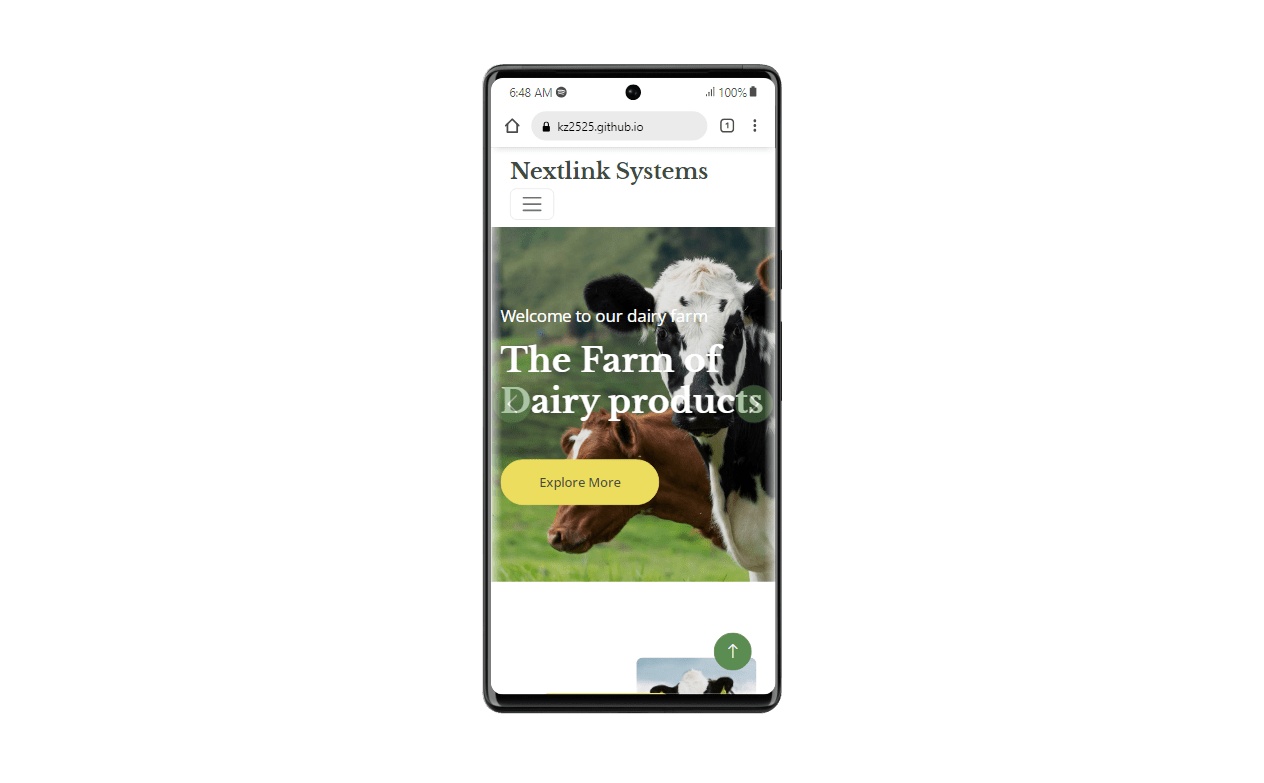 6:48 AM 100%
kz2525.github.io 1
Nextlink Systems
Welcome to our dairy farm
The Farm of
Dairy products
Explore More